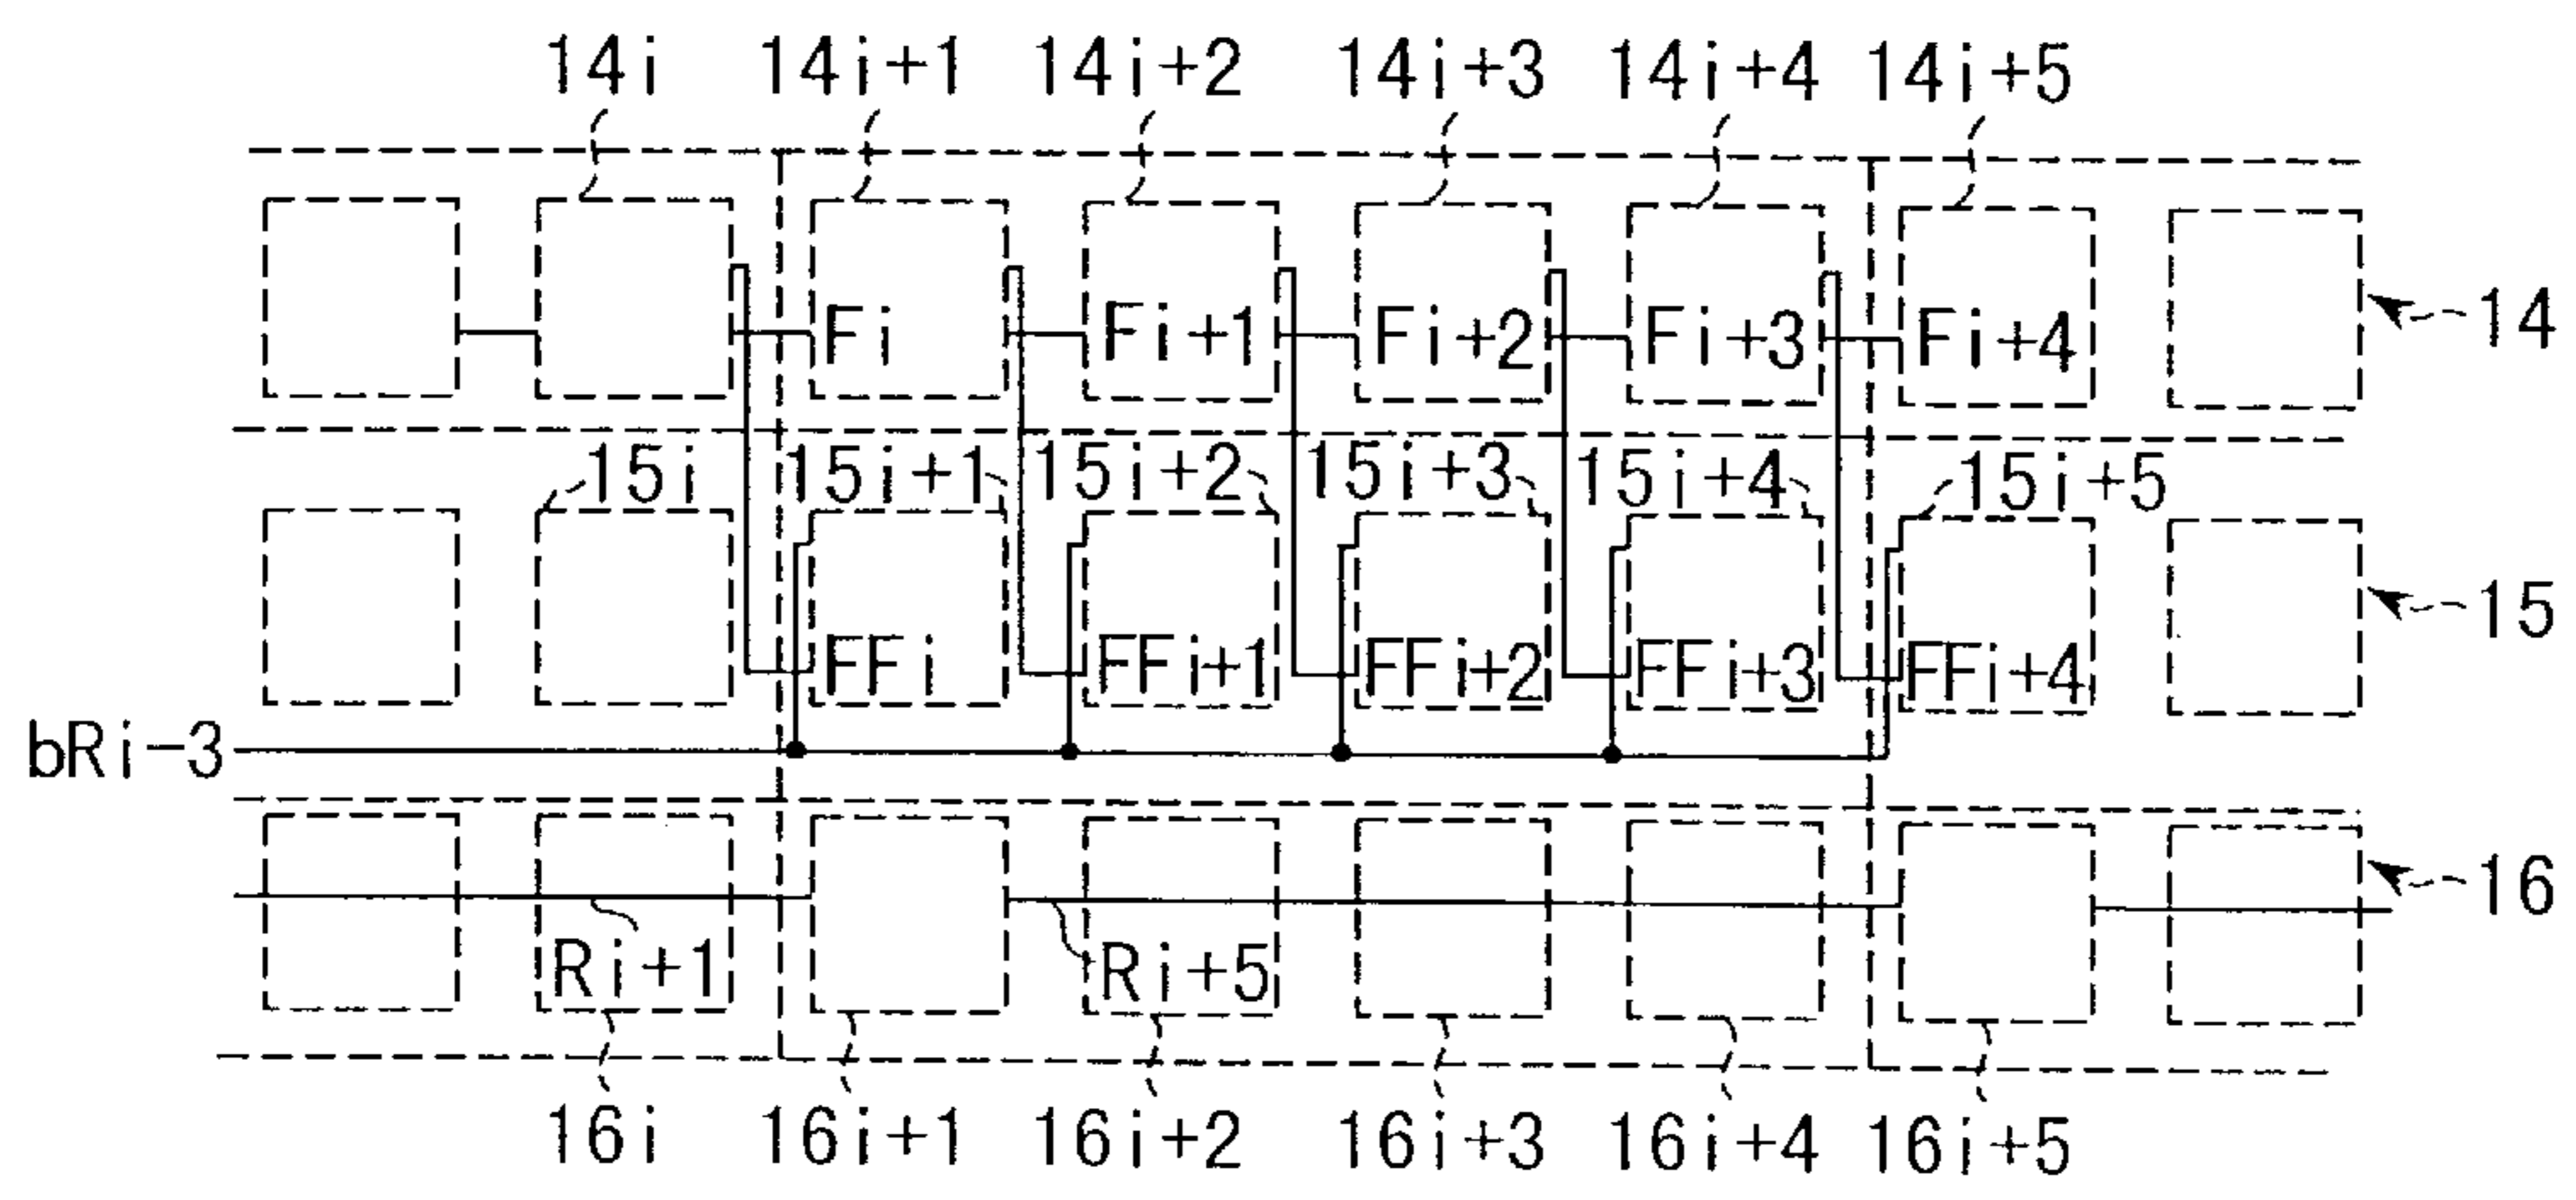 14i 14i+1 14i+2 14i+3 14i+4 14i+5
Fi Fi+1 Fi+2 Fi+3 Fi+4 14
15i 15i+1 15i+2 15i+3 15i+4 15i+5
15
FFi FFi+1 FFi+2 FFi+3 FFi+4
bRi-3
16
Ri+1 Ri+5
16i 16i+1 16i+2 16i+3 16i+4 16i+5